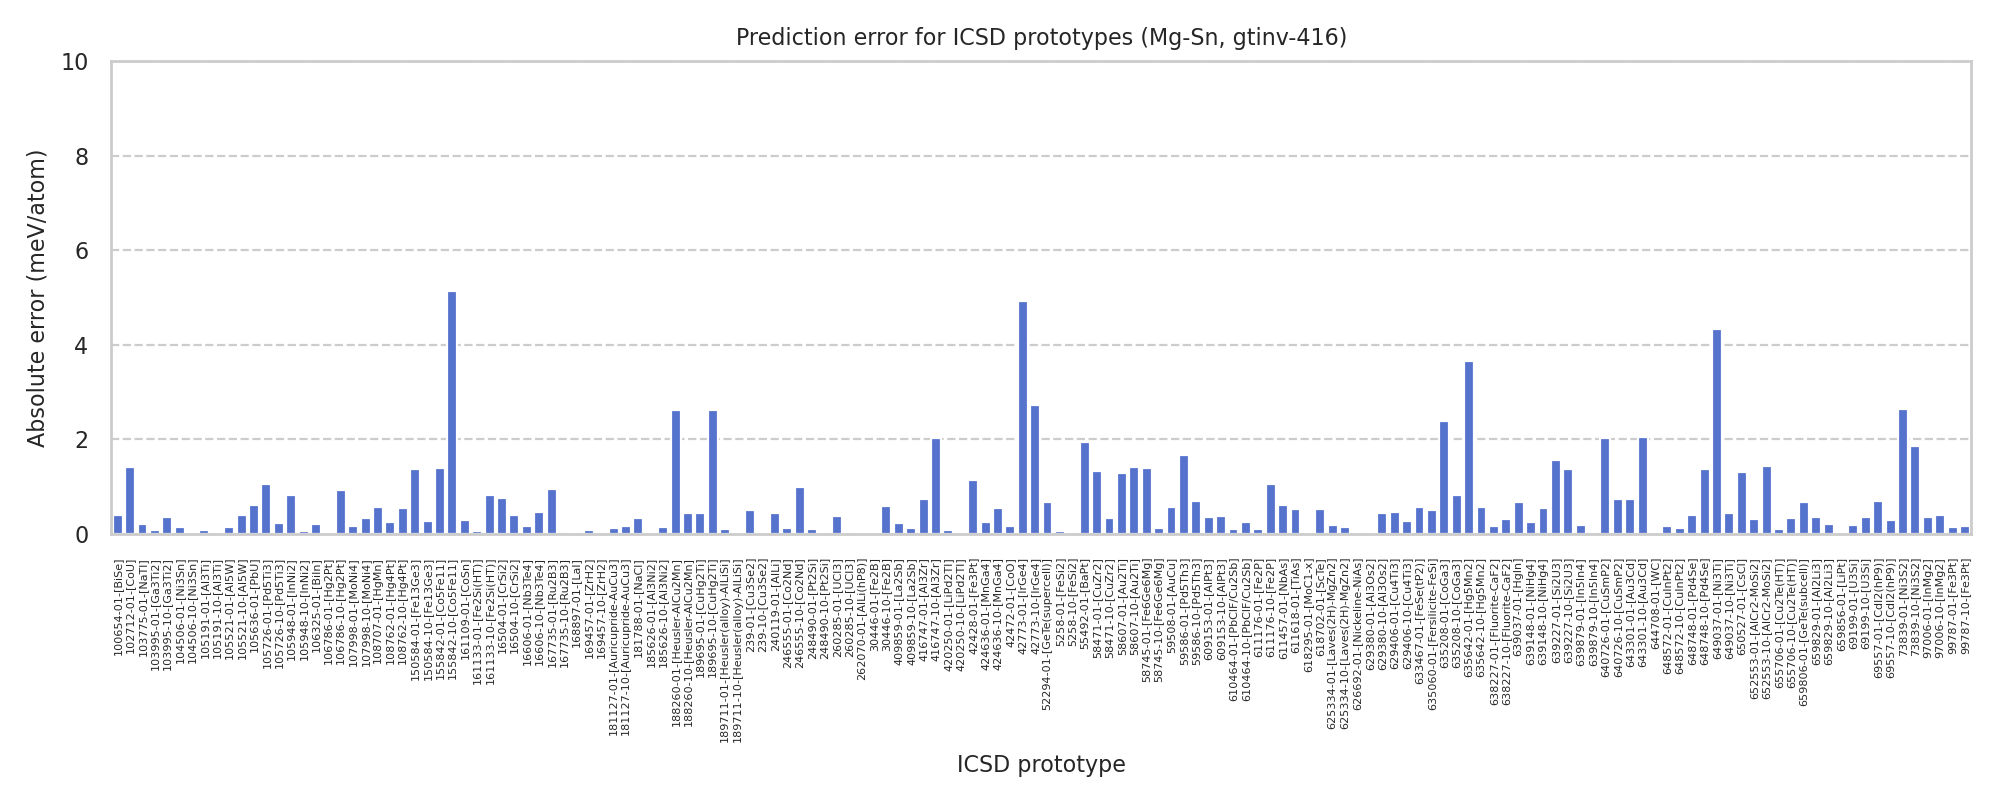 Prediction error for ICSD prototypes (Mg-Sn, gtinv-416)
Absolute error (meV/atom)
10
8
6
4
2
0
100654-01-[BiSe]
102712-01-[CoU]
103775-01-[NaTl]
103995-01-[Ga3Ti2]
103995-10-[Ga3Ti2]
104506-01-[Ni3Sn]
104506-10-[Ni3Sn]
105191-01-[Al3Ti]
105191-10-[Al3Ti]
105521-01-[Al5W]
105521-10-[Al5W]
105636-01-[PbU]
105726-01-[Pd5Ti3]
105726-10-[Pd5Ti3]
105948-01-[InNi2]
105948-10-[InNi2]
106325-01-[BiIn]
106786-01-[Hg2Pt]
106786-10-[Hg2Pt]
107998-01-[MoNi4]
107998-10-[MoNi4]
108707-01-[HgMn]
108762-01-[Hg4Pt]
108762-10-[Hg4Pt]
150584-01-[Fe13Ge3]
150584-10-[Fe13Ge3]
155842-01-[Co5Fe11]
155842-10-[Co5Fe11]
161109-01-[CoSn]
161133-01-[Fe2Si(HT)]
161133-10-[Fe2Si(HT)]
16504-01-[CrSi2]
16504-10-[CrSi2]
16606-01-[Nb3Te4]
16606-10-[Nb3Te4]
167735-01-[Ru2B3]
167735-10-[Ru2B3]
168897-01-[LaI]
169457-01-[ZrH2]
169457-10-[ZrH2]
181127-01-[Auricupride-AuCu3]
181127-10-[Auricupride-AuCu3]
181788-01-[NaCl]
185626-01-[Al3Ni2]
185626-10-[Al3Ni2]
188260-01-[Heusler-AlCu2Mn]
188260-10-[Heusler-AlCu2Mn]
189695-01-[CuHg2Ti]
189695-10-[CuHg2Ti]
189711-01-[Heusler(alloy)-AlLiSi]
189711-10-[Heusler(alloy)-AlLiSi]
239-01-[Cu3Se2]
239-10-[Cu3Se2]
240119-01-[AlLi]
246555-01-[Co2Nd]
246555-10-[Co2Nd]
248490-01-[Pt2Si]
248490-10-[Pt2Si]
260285-01-[UCl3]
260285-10-[UCl3]
262070-01-[AlLi(hP8)]
30446-01-[Fe2B]
30446-10-[Fe2B]
409859-01-[La2Sb]
409859-10-[La2Sb]
416747-01-[Al3Zr]
416747-10-[Al3Zr]
420250-01-[LiPd2Tl]
420250-10-[LiPd2Tl]
42428-01-[Fe3Pt]
424636-01-[MnGa4]
424636-10-[MnGa4]
42472-01-[CoO]
42773-01-[IrGe4]
42773-10-[IrGe4]
52294-01-[GeTe(supercell)]
5258-01-[FeSi2]
5258-10-[FeSi2]
55492-01-[BaPt]
58471-01-[CuZr2]
58471-10-[CuZr2]
58607-01-[Au2Ti]
58607-10-[Au2Ti]
58745-01-[Fe6Ge6Mg]
58745-10-[Fe6Ge6Mg]
59508-01-[AuCu]
59586-01-[Pd5Th3]
59586-10-[Pd5Th3]
609153-01-[AlPt3]
609153-10-[AlPt3]
610464-01-[PbClF/Cu2Sb]
610464-10-[PbClF/Cu2Sb]
611176-01-[Fe2P]
611176-10-[Fe2P]
611457-01-[NbAs]
611618-01-[TiAs]
618295-01-[MoC1-x]
618702-01-[ScTe]
625334-01-[Laves(2H)-MgZn2]
625334-10-[Laves(2H)-MgZn2]
626692-01-[Nickeline-NiAs]
629380-01-[Al3Os2]
629380-10-[Al3Os2]
629406-01-[Cu4Ti3]
629406-10-[Cu4Ti3]
633467-01-[FeSe(tP2)]
635060-01-[Fersilicite-FeSi]
635208-01-[CoGa3]
635208-10-[CoGa3]
635642-01-[Hg5Mn2]
635642-10-[Hg5Mn2]
638227-01-[Fluorite-CaF2]
638227-10-[Fluorite-CaF2]
639037-01-[HgIn]
639148-01-[NiHg4]
639148-10-[NiHg4]
639227-01-[Si2U3]
639227-10-[Si2U3]
639879-01-[In5In4]
639879-10-[In5In4]
640726-01-[CuSmP2]
640726-10-[CuSmP2]
643301-01-[Au3Cd]
643301-10-[Au3Cd]
644708-01-[WC]
648572-01-[CuInPt2]
648572-10-[CuInPt2]
648748-01-[Pd4Se]
648748-10-[Pd4Se]
649037-01-[Ni3Ti]
649037-10-[Ni3Ti]
650527-01-[CsCl]
652553-01-[AlCr2-MoSi2]
652553-10-[AlCr2-MoSi2]
655706-01-[Cu2Te(HT)]
655706-10-[Cu2Te(HT)]
659806-01-[GeTe(subcell)]
659829-01-[Al2Li3]
659829-10-[Al2Li3]
659856-01-[LiPt]
69199-01-[U3Si]
69199-10-[U3Si]
69557-01-[CdI2(hP9)]
69557-10-[CdI2(hP9)]
73839-01-[Ni3S2]
73839-10-[Ni3S2]
97006-01-[InMg2]
97006-10-[InMg2]
99787-01-[Fe3Pt]
99787-10-[Fe3Pt]
ICSD prototype